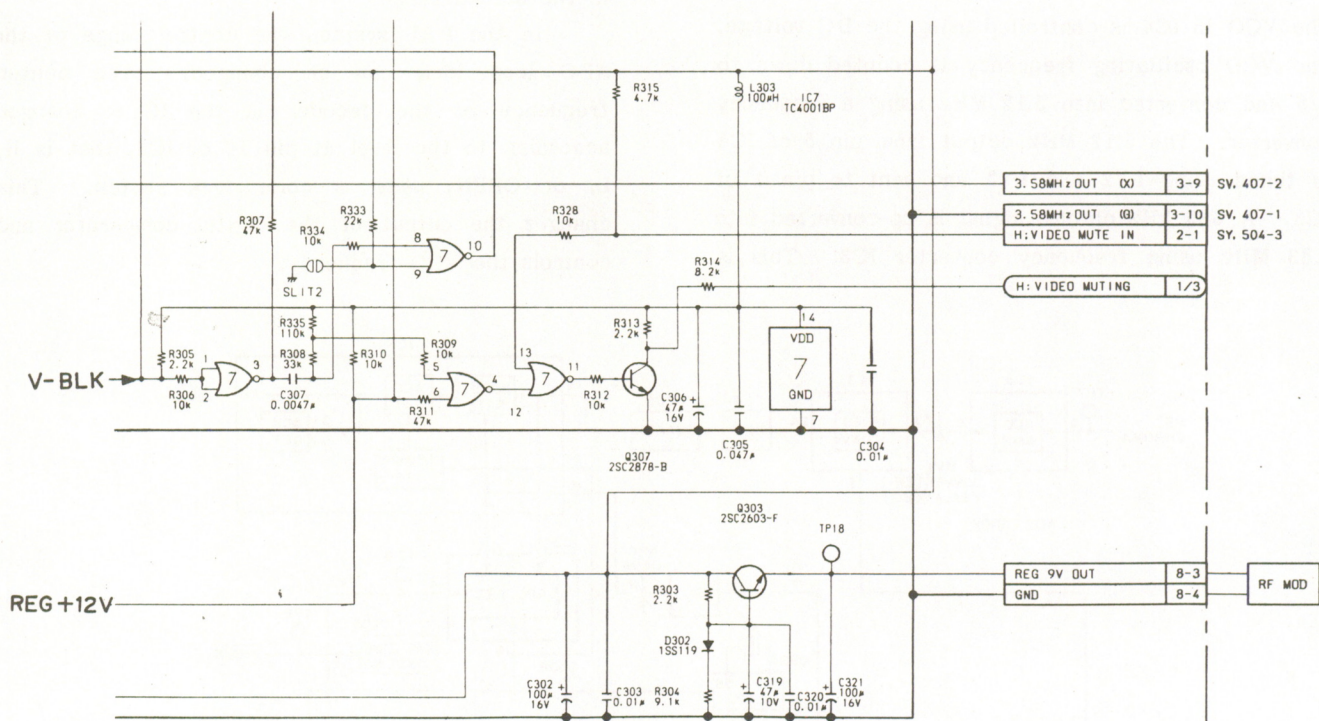 R315
4.7k
L303
100μH
IC7
TC4001BP
R307
47k
R333
22k
R334
10k
8
9
7
10
SLIT2
R328
10k
R314
8.2k
3.58MHz OUT (X) 3-9 SV. 407-2
3.58MHz OUT (G) 3-10 SV. 407-1
H:VIDEO MUTE IN 2-1 SY. 504-3
H:VIDEO MUTING 1/3
V-BLK
R305
2.2k
R306
10k
1
2
7
3
C307
0.0047μ
R335
110k
R308
33k
R310
10k
R309
10k
5
6
7
4
R311
47k
13
12
7
11
R312
10k
R313
2.2k
Q307
2SC2878-B
C306
47μ
16V
+
C305
0.047μ
14
VDD
7
GND
7
C304
0.01μ
REG+12V
4
Q303
2SC2603-F
TP18
R303
2.2k
D302
1SS119
C302
100μ
16V
+
C303
0.01μ
R304
9.1k
C319
47μ
10V
+
C320
0.01μ
C321
100μ
16V
+
REG 9V OUT 8-3
GND 8-4
RF MOD